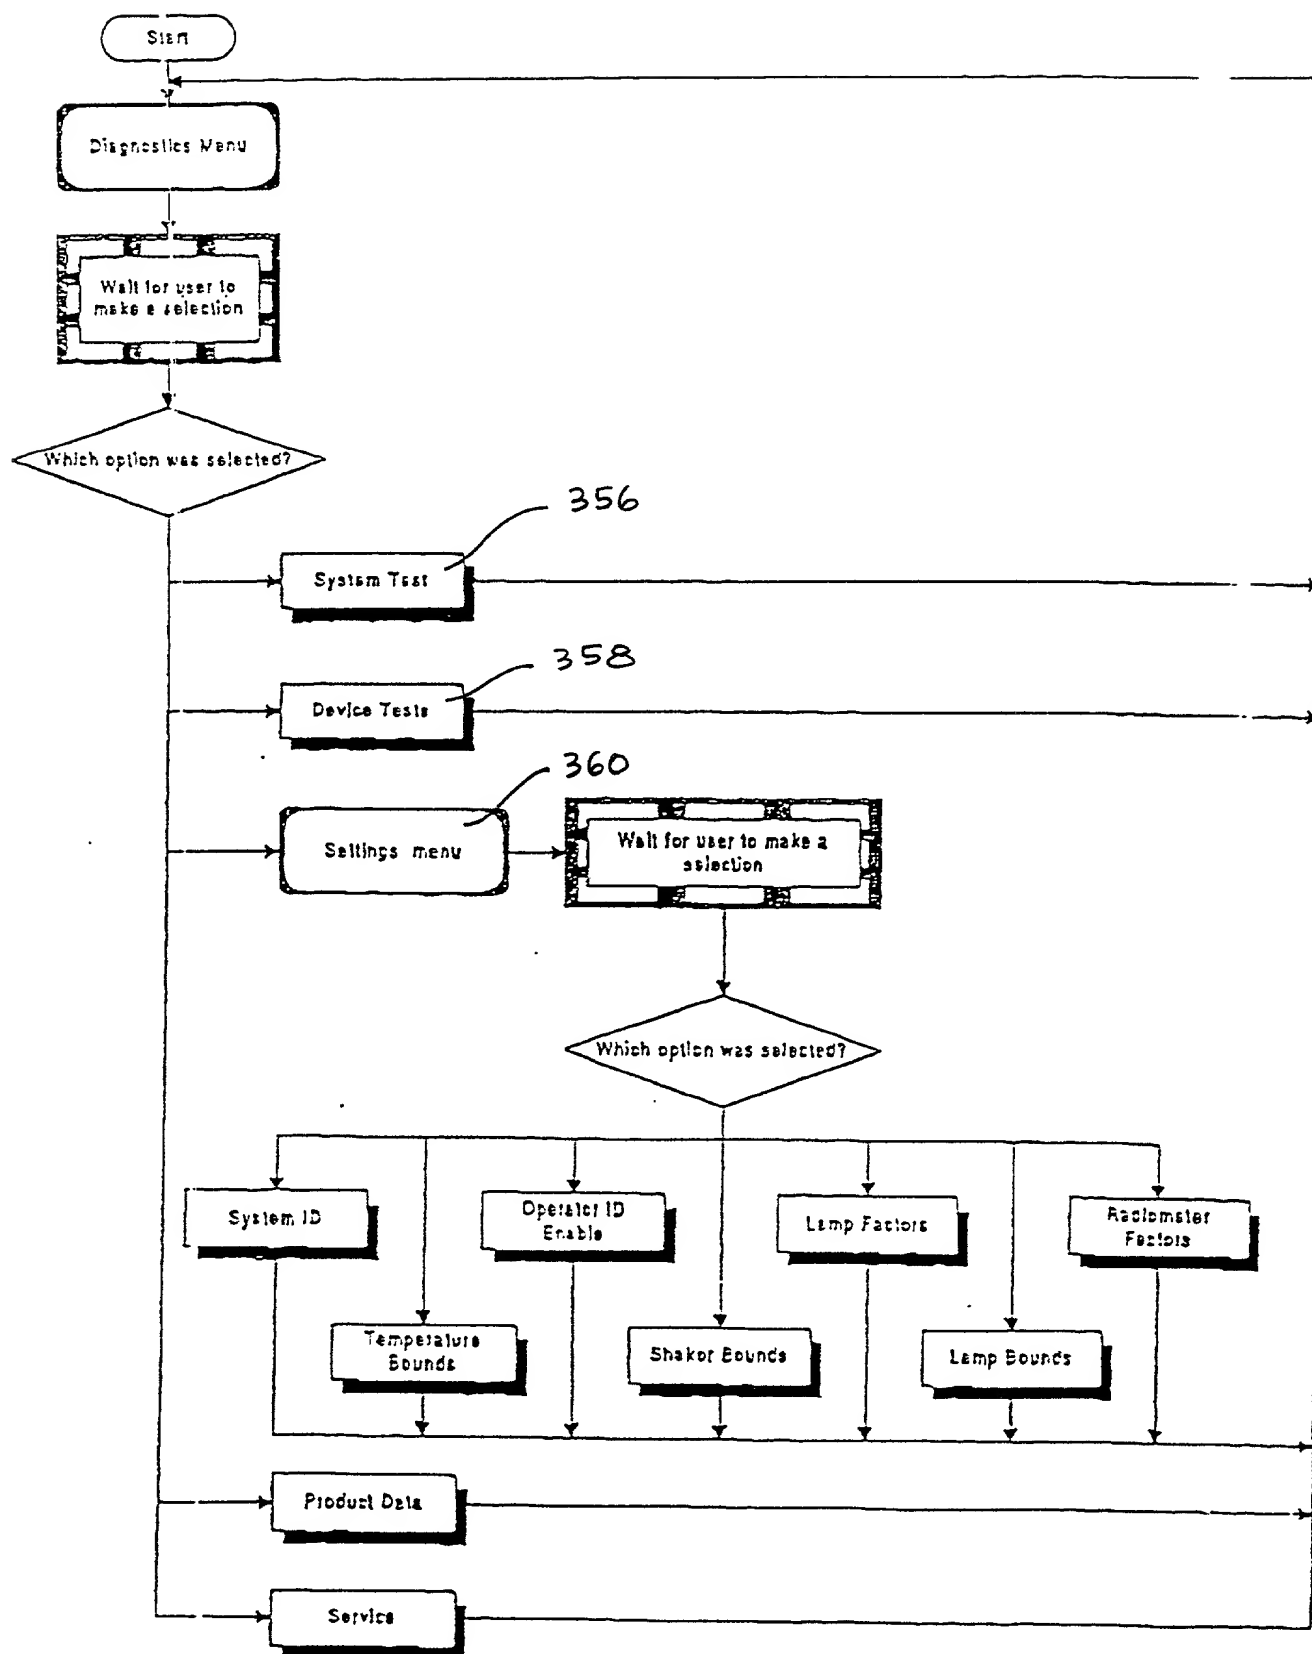 Start
Diagnostics Menu
Wait for user to
make a selection
Which option was selected?
356
System Test
358
Device Tests
360
Settings menu
Wait for user to make a
selection
Which option was selected?
System ID
Operator ID
Enable
Lamp Factors
Radiometer
Factors
Temperature
Bounds
Shaker Bounds
Lamp Bounds
Product Data
Service